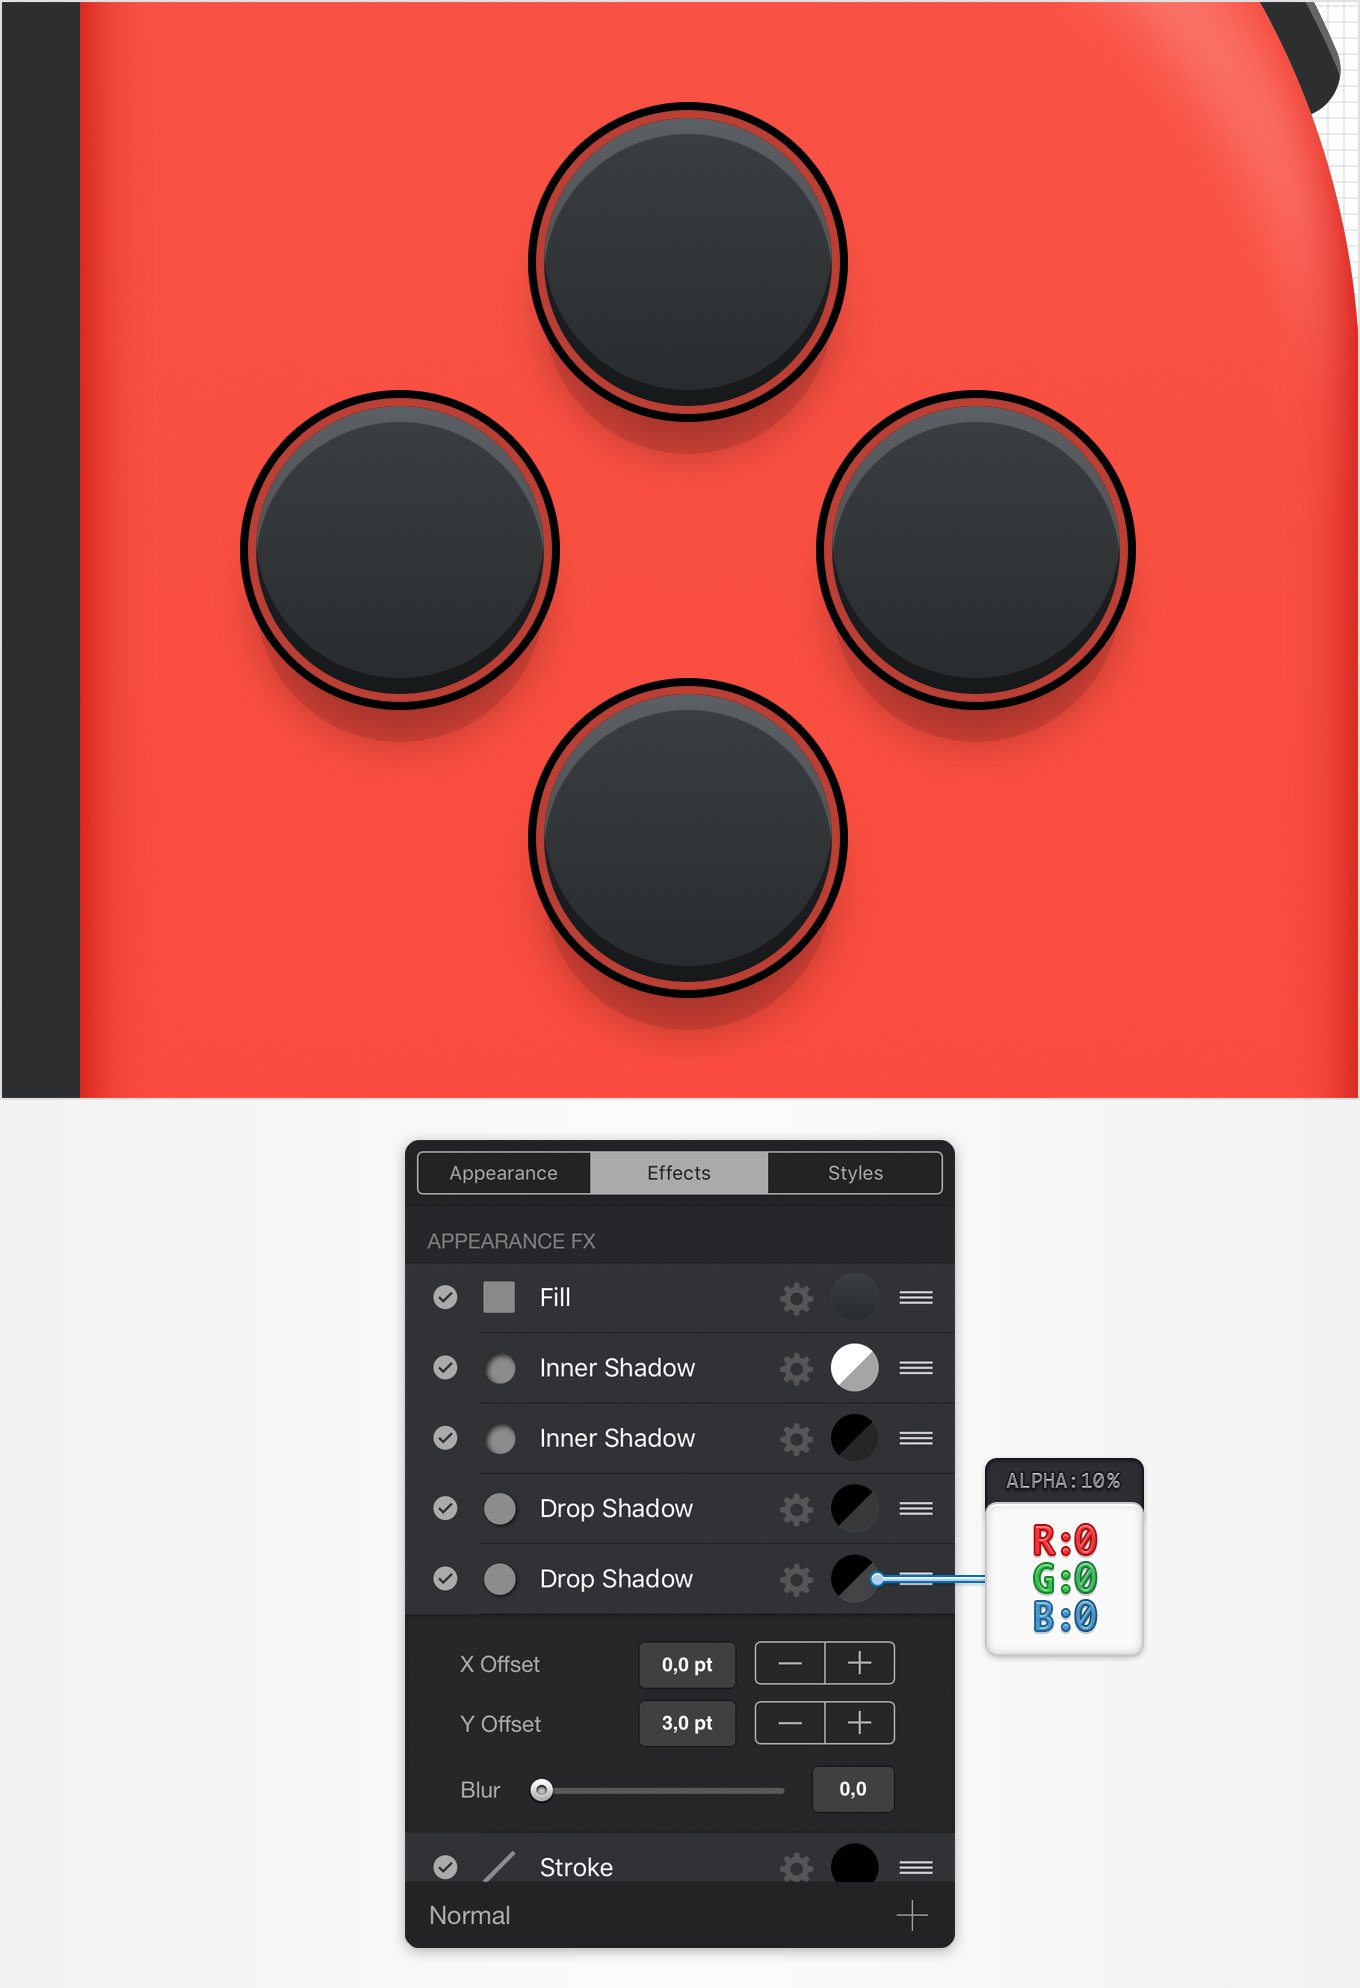 Appearance Effects Styles
APPEARANCE FX
Fill
Inner Shadow
Inner Shadow
ALPHA:10%
Drop Shadow
R:0
Drop Shadow
G:0
B:0
X Offset 0,0 pt
Y Offset 3,0 pt
Blur 0,0
Stroke
Normal